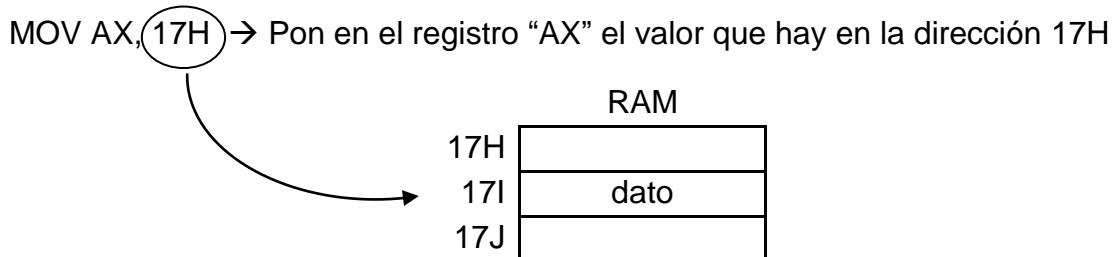 MOV AX, 17H → Pon en el registro “AX” el valor que hay en la dirección 17H
RAM
17H
17I dato
17J